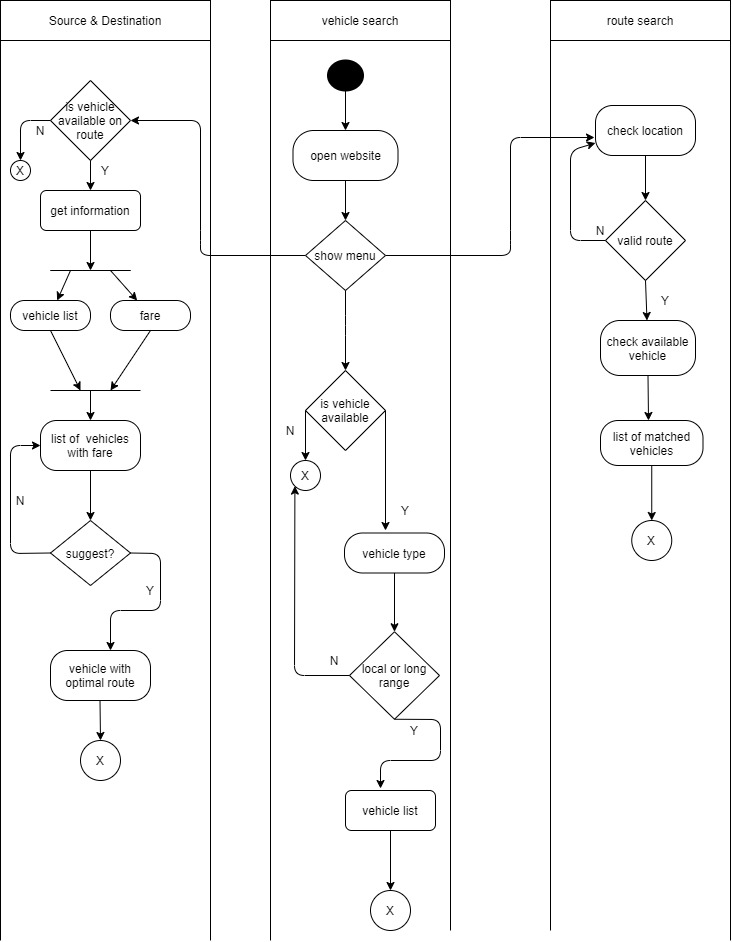 Source & Destination
vehicle search
route search
is vehicle
available on
route
N
X
Y
get information
vehicle list
fare
list of  vehicles
with fare
N
suggest?
Y
vehicle with
optimal route
X
open website
show menu
is vehicle
available
N
X
Y
vehicle type
N
local or long
range
Y
vehicle list
X
check location
N
valid route
Y
check available
vehicle
list of matched
vehicles
X